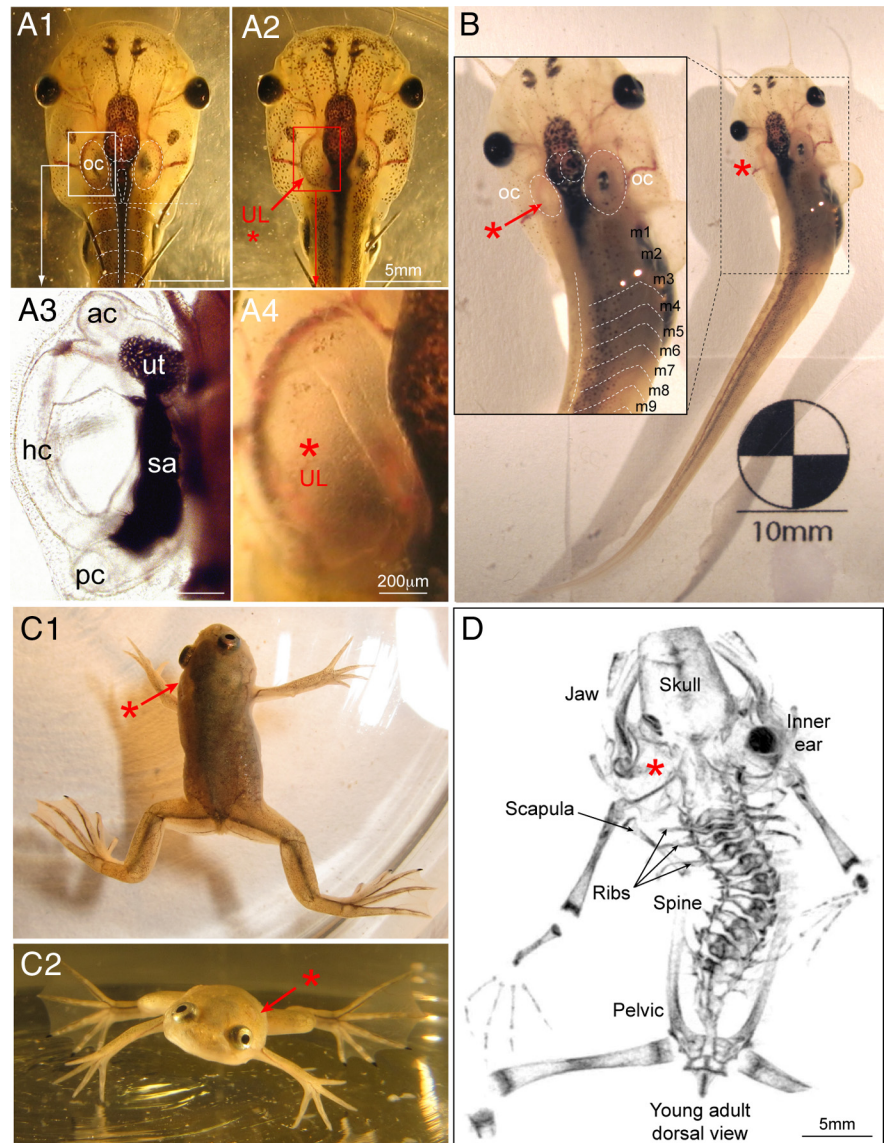 A1
oc
A2
UL
*
5mm
A3
ac
ut
hc
sa
pc
A4
*
UL
200µm
B
oc
oc
*
m1
m2
m3
m4
m5
m6
m7
m8
m9
*
10mm
C1
*
C2
*
D
Skull
Jaw
Inner
ear
*
Scapula
Ribs
Spine
Pelvic
Young adult
dorsal view
5mm